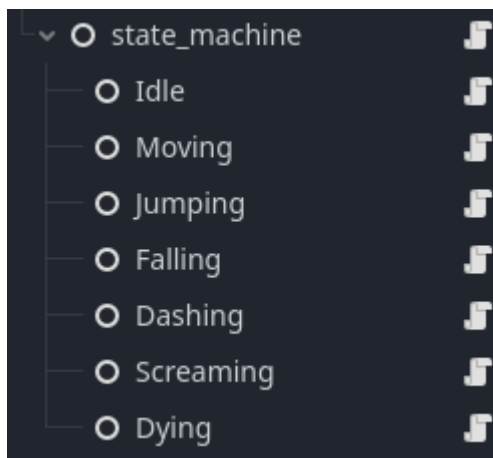 state_machine
Idle
Moving
Jumping
Falling
Dashing
Screaming
Dying